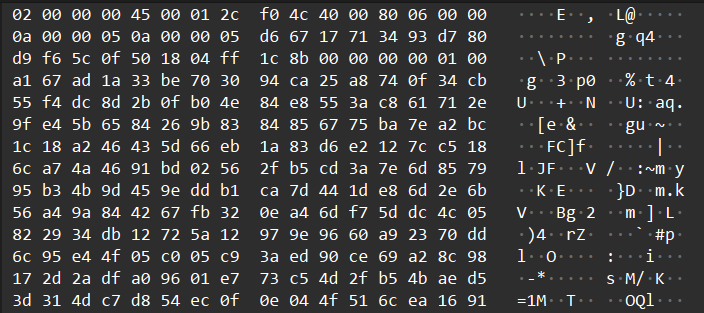 02 00 00 00 45 00 01 2c f0 4c 40 00 80 06 00 00 ····E··,·L@·····
0a 00 00 05 0a 00 00 05 d6 67 17 71 34 93 d7 80 ·········g·q4···
d9 f6 5c 0f 50 18 04 ff 1c 8b 00 00 00 00 01 00 ··\·P···········
a1 67 ad 1a 33 be 70 30 94 ca 25 a8 74 0f 34 cb ·g··3·p0··%·t·4·
55 f4 dc 8d 2b 0f b0 4e 84 e8 55 3a c8 61 71 2e U···+··N··U:·aq.
9f e4 5b 65 84 26 9b 83 84 85 67 75 ba 7e a2 bc ··[e·&····gu·~··
1c 18 a2 46 43 5d 66 eb 1a 83 d6 e2 12 7c c5 18 ···FC]f······|··
6c a7 4a 46 91 bd 02 56 2f b5 cd 3a 7e 6d 85 79 l·JF···V/··:~m·y
95 b3 4b 9d 45 9e dd b1 ca 7d 44 1d e8 6d 2e 6b ··K·E····}D··m.k
56 a4 9a 84 42 67 fb 32 0e a4 6d f7 5d dc 4c 05 V···Bg·2··m·]·L·
82 29 34 db 12 72 5a 12 97 9e 96 60 a9 23 70 dd ·)4··rZ····`·#p·
6c 95 e4 4f 05 c0 05 c9 3a ed 90 ce 69 a2 8c 98 l··O····:···i···
17 2d 2a df a0 96 01 e7 73 c5 4d 2f b5 4b ae d5 ·-*·····s·M/·K··
3d 31 4d c7 d8 54 ec 0f 0e 04 4f 51 6c ea 16 91 =1M··T····OQl···